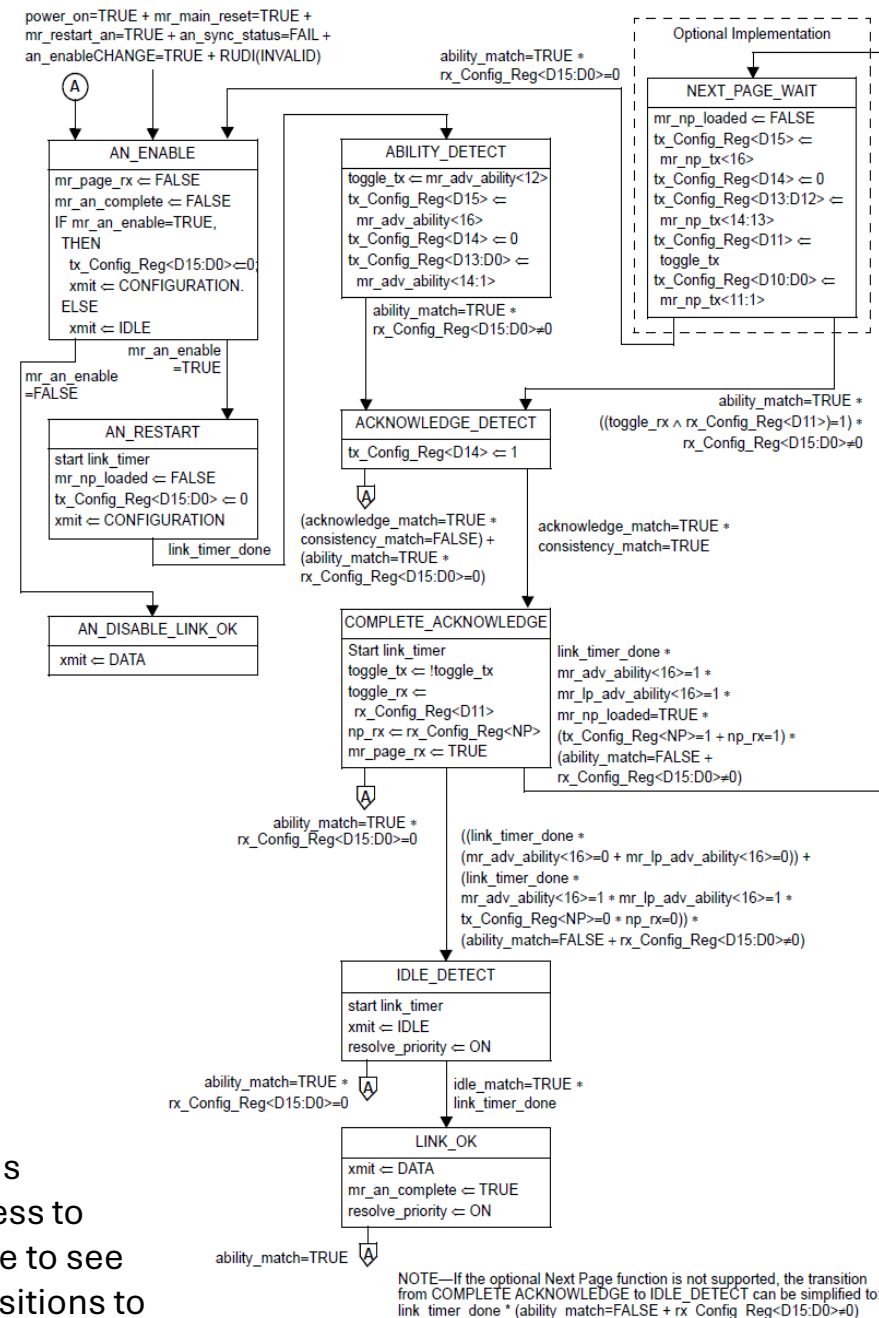 power_on=TRUE + mr_main_reset=TRUE +
mr_restart_an=TRUE + an_sync_status=FAIL +
an_enableCHANGE=TRUE + RUDI(INVALID)
A
AN_ENABLE
mr_page_rx ⇐ FALSE
mr_an_complete ⇐ FALSE
IF mr_an_enable=TRUE,
THEN
tx_Config_Reg<D15:D0>⇐0;
xmit ⇐ CONFIGURATION.
ELSE
xmit ⇐ IDLE
mr_an_enable
=FALSE
mr_an_enable
=TRUE
AN_RESTART
start link_timer
mr_np_loaded ⇐ FALSE
tx_Config_Reg<D15:D0> ⇐ 0
xmit ⇐ CONFIGURATION
link_timer_done
AN_DISABLE_LINK_OK
xmit ⇐ DATA
ability_match=TRUE *
rx_Config_Reg<D15:D0>=0
ABILITY_DETECT
toggle_tx ⇐ mr_adv_ability<12>
tx_Config_Reg<D15> ⇐
mr_adv_ability<16>
tx_Config_Reg<D14> ⇐ 0
tx_Config_Reg<D13:D0> ⇐
mr_adv_ability<14:1>
ability_match=TRUE *
rx_Config_Reg<D15:D0>≠0
Optional Implementation
NEXT_PAGE_WAIT
mr_np_loaded ⇐ FALSE
tx_Config_Reg<D15> ⇐
mr_np_tx<16>
tx_Config_Reg<D14> ⇐ 0
tx_Config_Reg<D13:D12> ⇐
mr_np_tx<14:13>
tx_Config_Reg<D11> ⇐
toggle_tx
tx_Config_Reg<D10:D0> ⇐
mr_np_tx<11:1>
ability_match=TRUE *
((toggle_rx ∧ rx_Config_Reg<D11>)=1) *
rx_Config_Reg<D15:D0>≠0
ACKNOWLEDGE_DETECT
tx_Config_Reg<D14> ⇐ 1
A
(acknowledge_match=TRUE *
consistency_match=FALSE) +
(ability_match=TRUE *
rx_Config_Reg<D15:D0>=0)
acknowledge_match=TRUE *
consistency_match=TRUE
COMPLETE_ACKNOWLEDGE
Start link_timer
toggle_tx ⇐ !toggle_tx
toggle_rx ⇐
rx_Config_Reg<D11>
np_rx ⇐ rx_Config_Reg<NP>
mr_page_rx ⇐ TRUE
link_timer_done *
mr_adv_ability<16>=1 *
mr_lp_adv_ability<16>=1 *
mr_np_loaded=TRUE *
(tx_Config_Reg<NP>=1 + np_rx=1) *
(ability_match=FALSE +
rx_Config_Reg<D15:D0>≠0)
A
ability_match=TRUE *
rx_Config_Reg<D15:D0>=0
((link_timer_done *
(mr_adv_ability<16>=0 + mr_lp_adv_ability<16>=0)) +
(link_timer_done *
mr_adv_ability<16>=1 * mr_lp_adv_ability<16>=1 *
tx_Config_Reg<NP>=0 * np_rx=0)) *
(ability_match=FALSE + rx_Config_Reg<D15:D0>≠0)
IDLE_DETECT
start link_timer
xmit ⇐ IDLE
resolve_priority ⇐ ON
ability_match=TRUE *
rx_Config_Reg<D15:D0>=0
A
idle_match=TRUE *
link_timer_done
LINK_OK
xmit ⇐ DATA
mr_an_complete ⇐ TRUE
resolve_priority ⇐ ON
ability_match=TRUE
A
s
ess to
e to see
sitions to
NOTE—If the optional Next Page function is not supported, the transition
from COMPLETE ACKNOWLEDGE to IDLE_DETECT can be simplified to:
link_timer_done * (ability_match=FALSE + rx_Config_Reg<D15:D0>≠0)